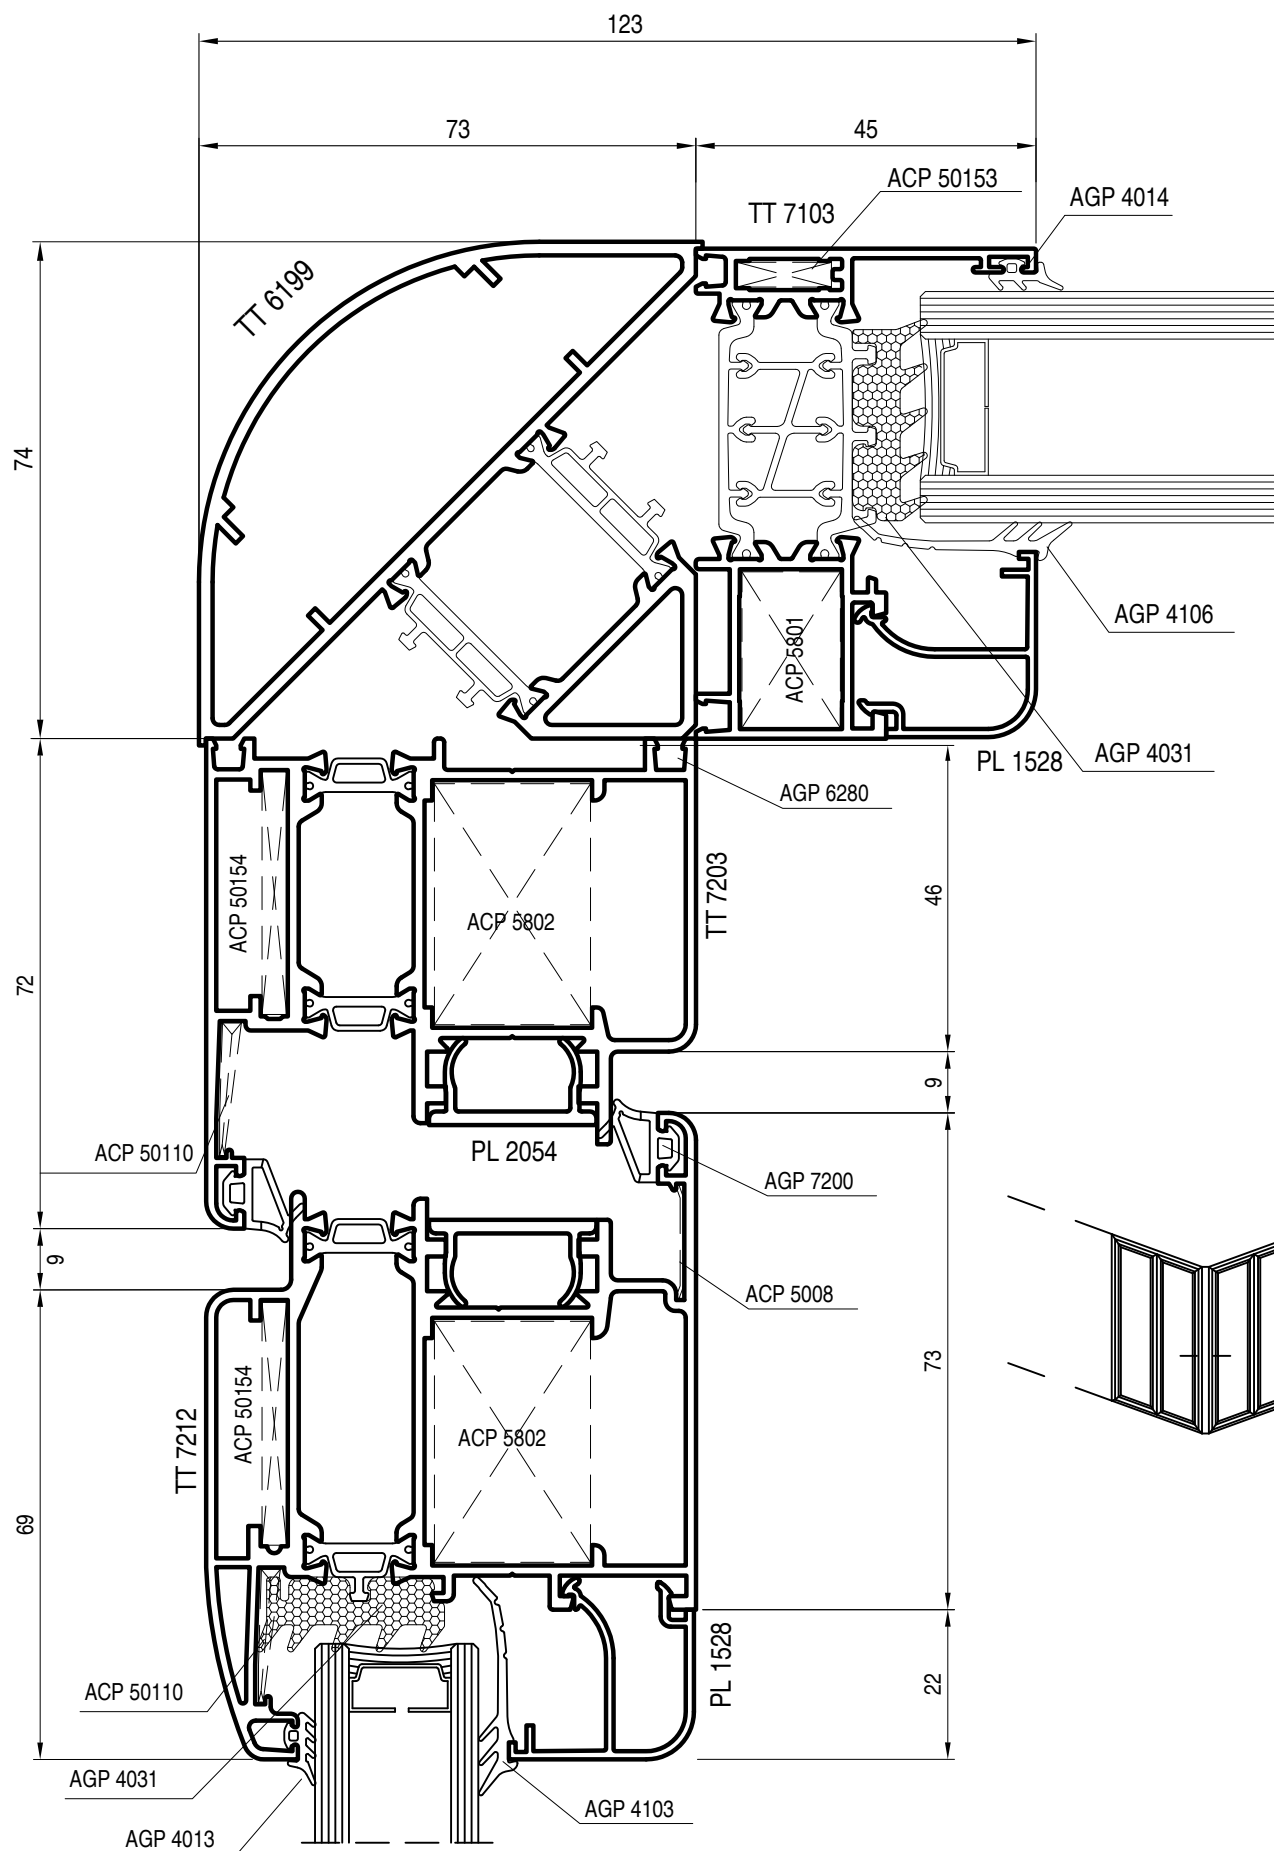 123
73
45
ACP 50153
TT 7103
AGP 4014
TT 6199
74
ACP 5801
AGP 4106
PL 1528
AGP 4031
AGP 6280
ACP 50154
ACP 5802
TT 7203
46
72
9
ACP 50110
PL 2054
AGP 7200
9
ACP 5008
73
TT 7212
ACP 50154
ACP 5802
69
PL 1528
22
ACP 50110
AGP 4031
AGP 4103
AGP 4013